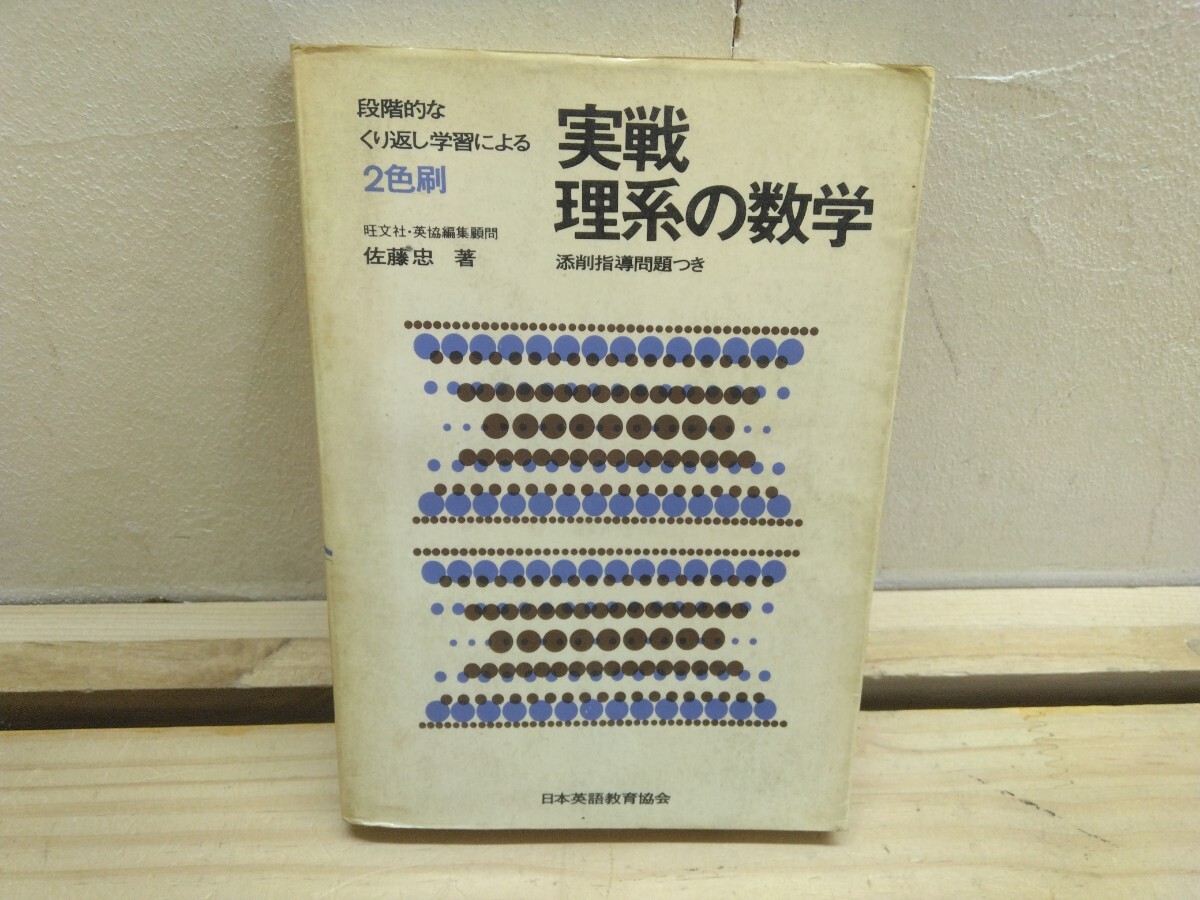 段階的な
くり返し学習による
2色刷
旺文社・英協編集顧問
佐藤忠 著
実戦
理系の数学
添削指導問題つき
日本英語教育協会